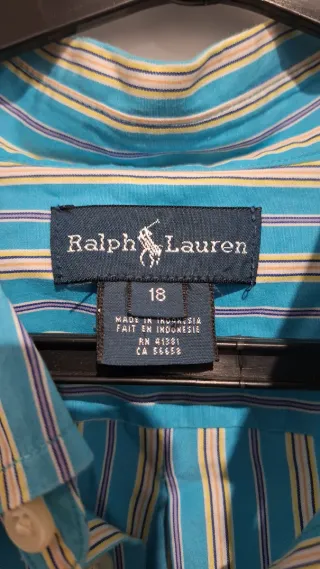 Ralph Lauren
18
MADE IN INDONESIA
FAIT EN INDONESIE
RN 41381
CA 56658